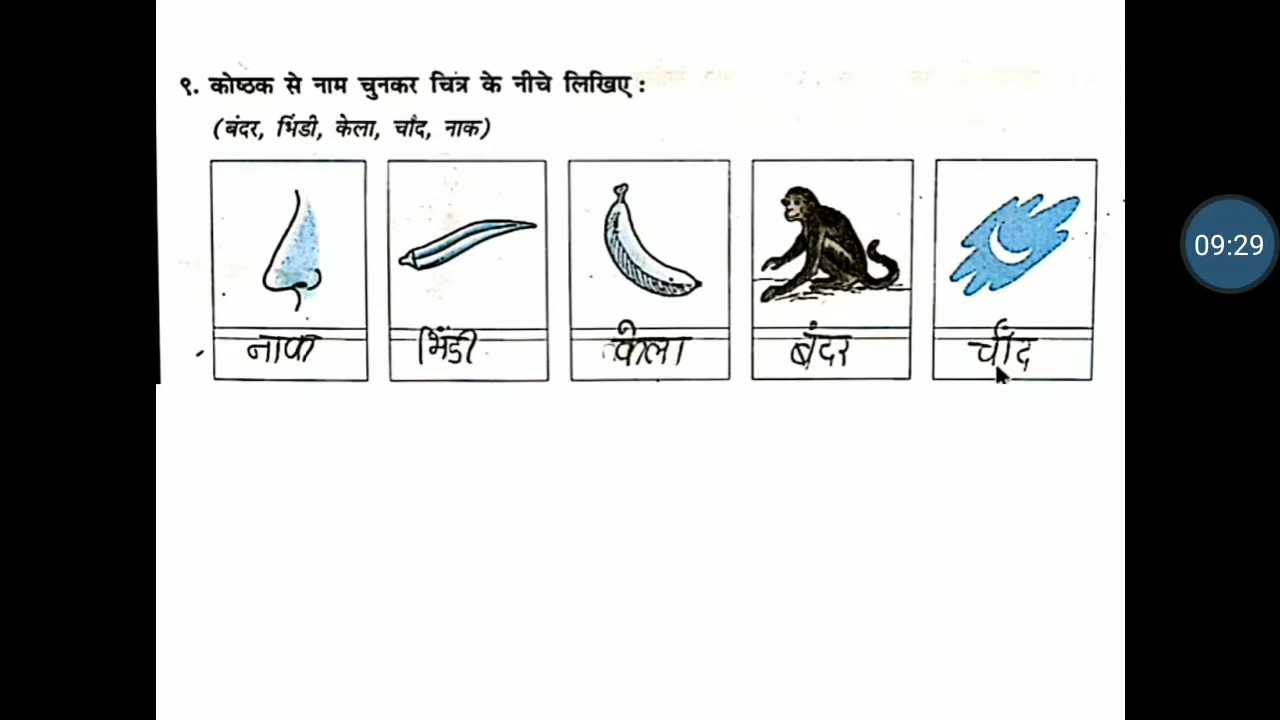 ९. कोष्ठक से नाम चुनकर चित्र के नीचे लिखिए :
(बंदर, भिंडी, केला, चाँद, नाक)
नाक भिंडी केला बंदर चाँद
09:29